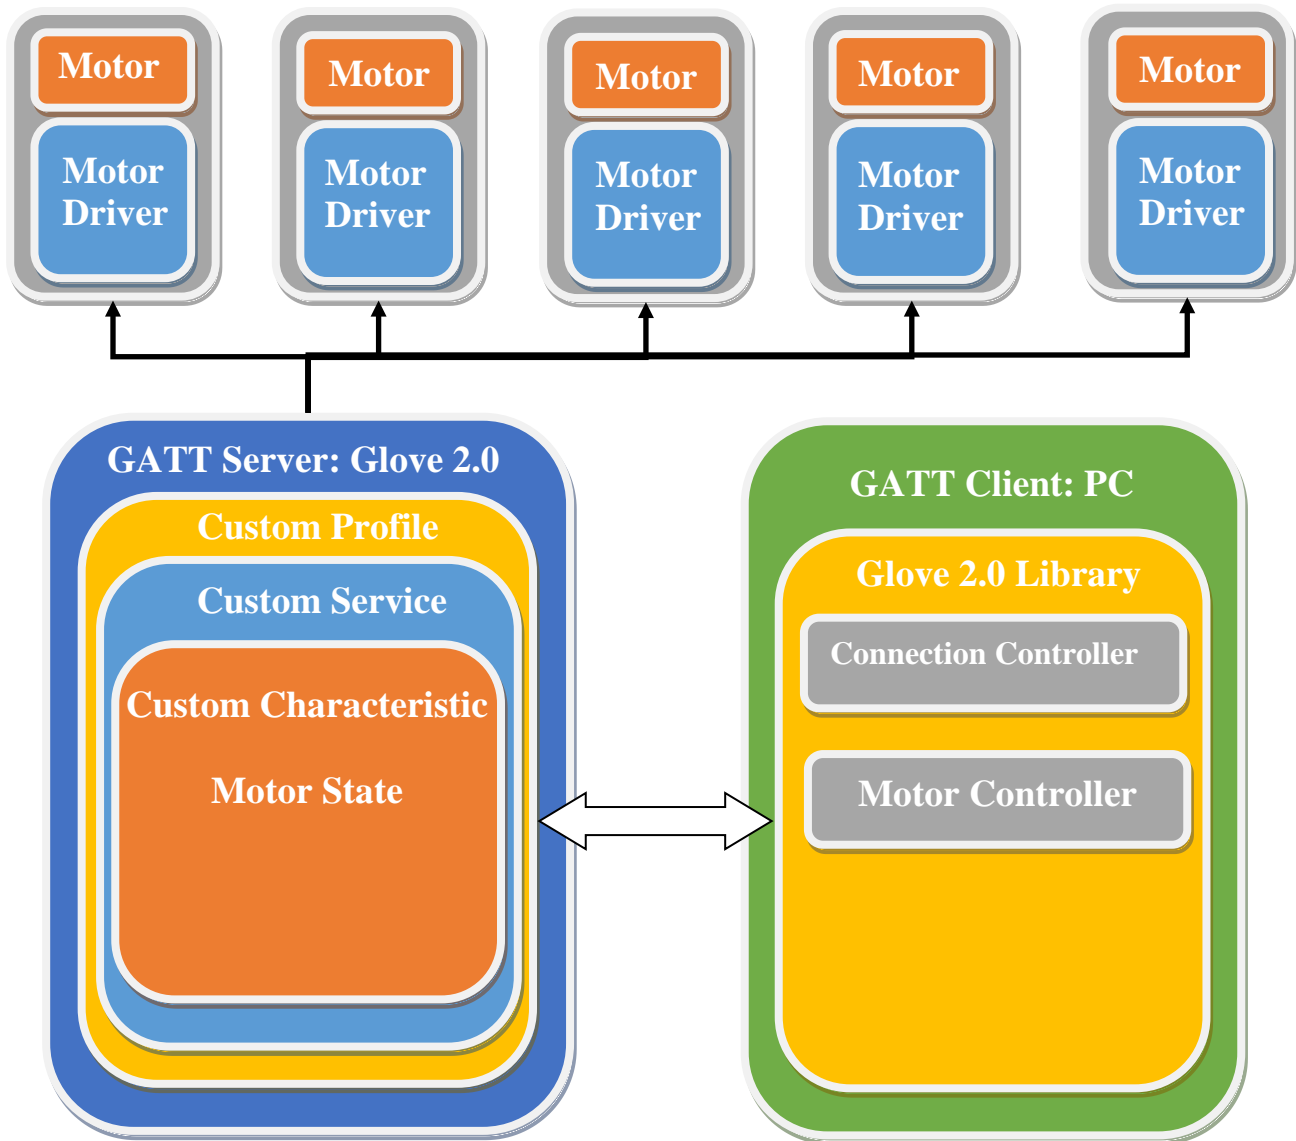 Motor
Motor
Driver
Motor
Motor
Driver
Motor
Motor
Driver
Motor
Motor
Driver
Motor
Motor
Driver
GATT Server: Glove 2.0
Custom Profile
Custom Service
Custom Characteristic
Motor State
GATT Client: PC
Glove 2.0 Library
Connection Controller
Motor Controller